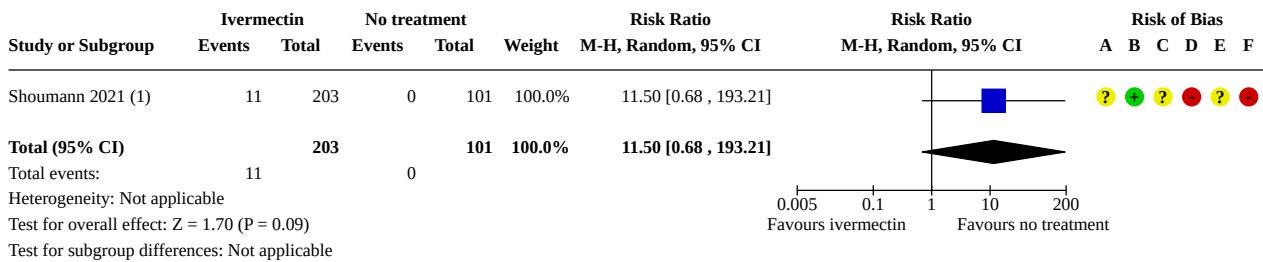 Ivermectin No treatment Risk Ratio Risk Ratio Risk of Bias
Study or Subgroup Events Total Events Total Weight M-H, Random, 95% CI M-H, Random, 95% CI A B C D E F
Shoumann 2021 (1) 11 203 0 101 100.0% 11.50 [0.68 , 193.21] ? + ? - ? -
Total (95% CI) 203 101 100.0% 11.50 [0.68 , 193.21]
Total events: 11 0
Heterogeneity: Not applicable
0.005 0.1 1 10 200
Test for overall effect: Z = 1.70 (P = 0.09) Favours ivermectin Favours no treatment
Test for subgroup differences: Not applicable